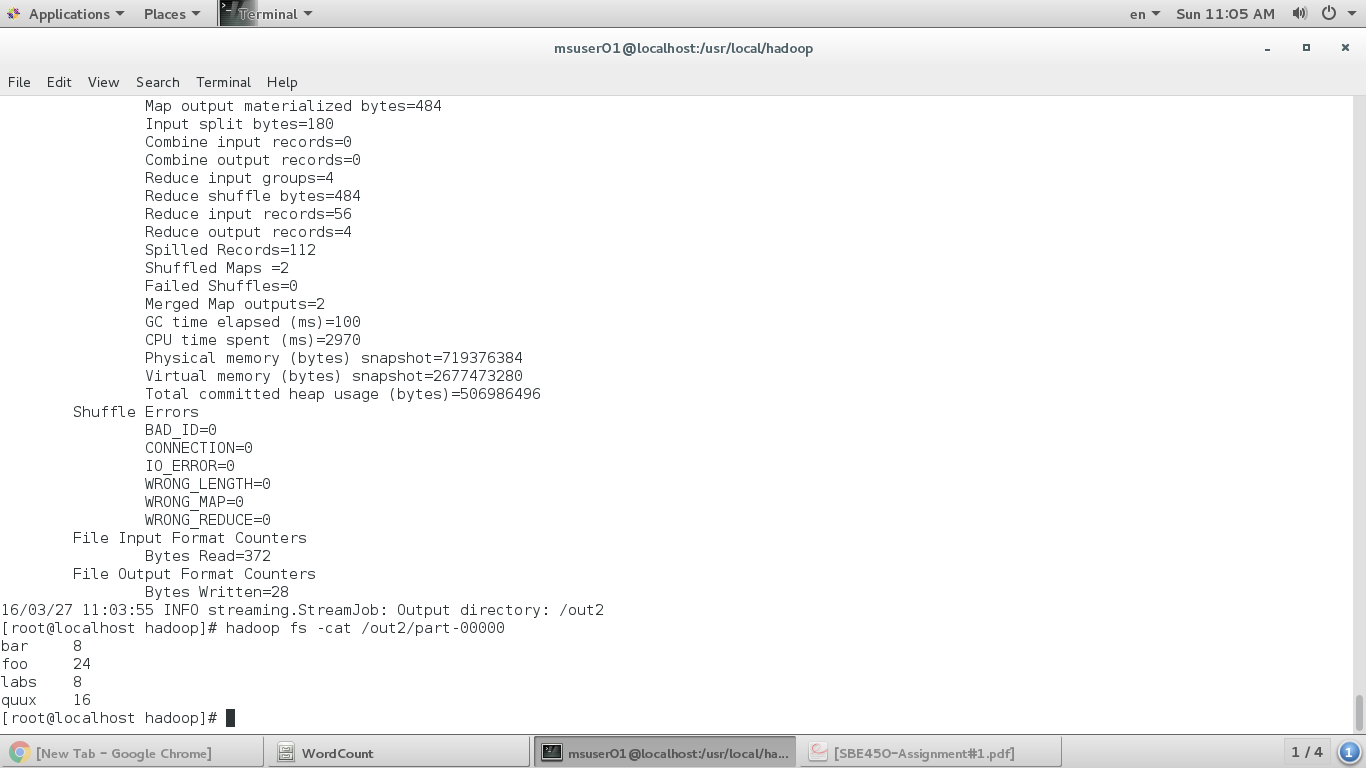 Applications Places Terminal en Sun 11:05 AM
msuser01@localhost:/usr/local/hadoop
File Edit View Search Terminal Help
Map output materialized bytes=484
Input split bytes=180
Combine input records=0
Combine output records=0
Reduce input groups=4
Reduce shuffle bytes=484
Reduce input records=56
Reduce output records=4
Spilled Records=112
Shuffled Maps =2
Failed Shuffles=0
Merged Map outputs=2
GC time elapsed (ms)=100
CPU time spent (ms)=2970
Physical memory (bytes) snapshot=719376384
Virtual memory (bytes) snapshot=2677473280
Total committed heap usage (bytes)=506986496
Shuffle Errors
BAD_ID=0
CONNECTION=0
IO_ERROR=0
WRONG_LENGTH=0
WRONG_MAP=0
WRONG_REDUCE=0
File Input Format Counters
Bytes Read=372
File Output Format Counters
Bytes Written=28
16/03/27 11:03:55 INFO streaming.StreamJob: Output directory: /out2
[root@localhost hadoop]# hadoop fs -cat /out2/part-00000
bar 8
foo 24
labs 8
quux 16
[root@localhost hadoop]#
[New Tab - Google Chrome] WordCount msuser01@localhost:/usr/local/ha... [SBE450-Assignment#1.pdf] 1 / 4 1